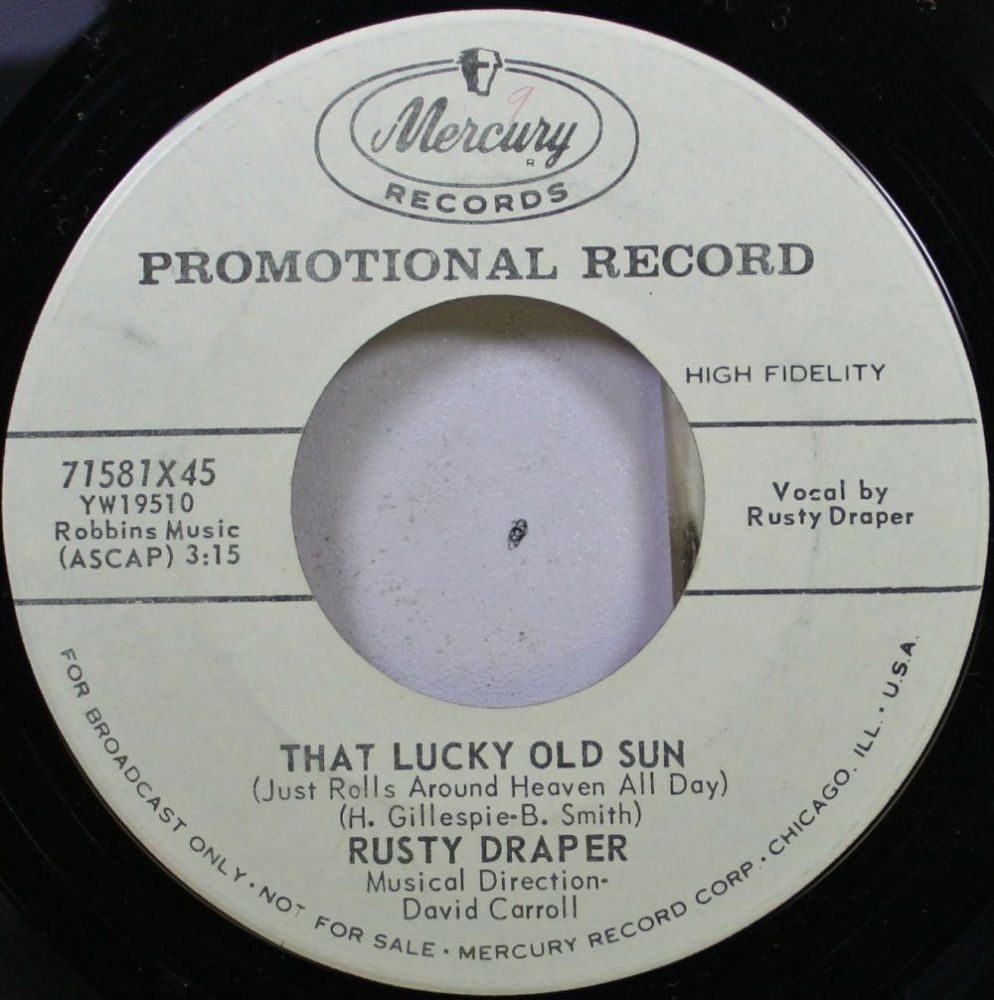 9
Mercury
R
RECORDS
PROMOTIONAL RECORD
HIGH FIDELITY
71581X45
YW19510
Robbins Music
(ASCAP) 3:15
Vocal by
Rusty Draper
THAT LUCKY OLD SUN
(Just Rolls Around Heaven All Day)
(H. Gillespie-B. Smith)
RUSTY DRAPER
Musical Direction-
David Carroll
FOR BROADCAST ONLY • NOT FOR SALE • MERCURY RECORD CORP. • CHICAGO, ILL. • U.S.A.